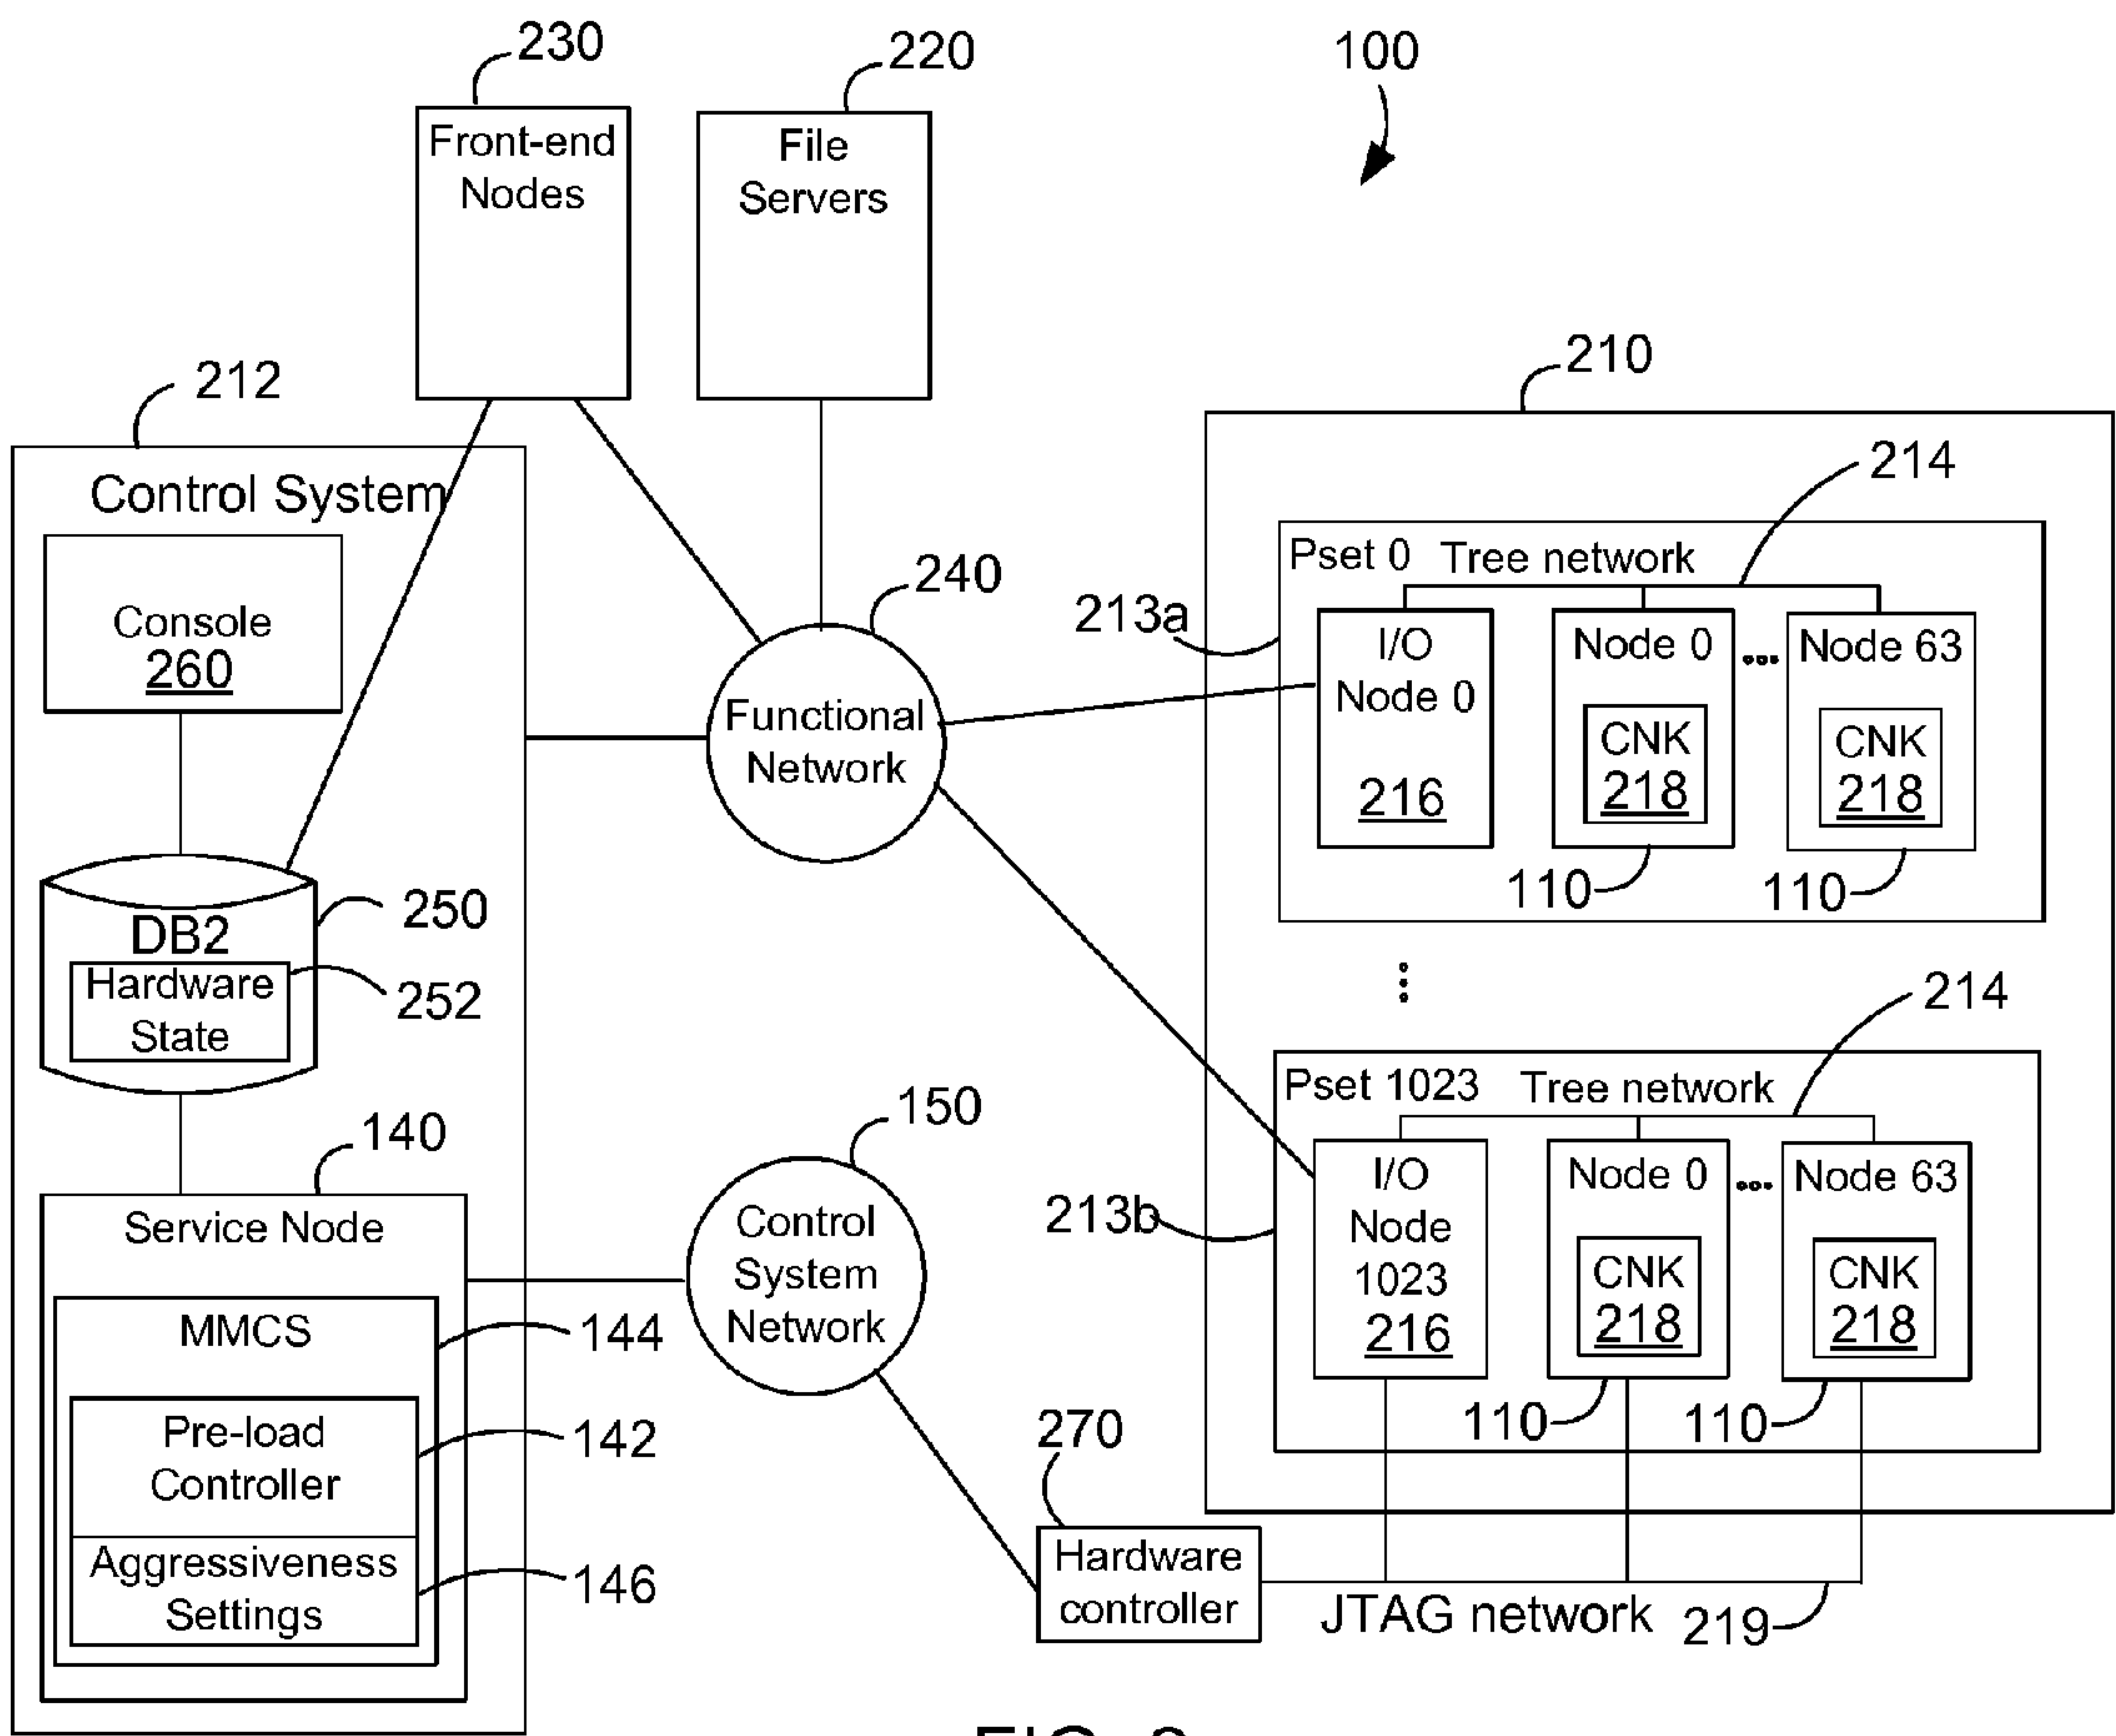 230
220
100
Front-end
Nodes
File
Servers
212
210
Control System
214
Console
260
240
213a
Pset 0 Tree network
I/O
Node 0
216
Node 0
CNK
218
...
Node 63
CNK
218
110
110
Functional
Network
DB2
250
Hardware
State
252
214
150
140
Pset 1023 Tree network
213b
I/O
Node
1023
216
Node 0
CNK
218
...
Node 63
CNK
218
110
110
Service Node
Control
System
Network
MMCS
144
Pre-load
Controller
142
Aggressiveness
Settings
146
270
Hardware
controller
JTAG network
219